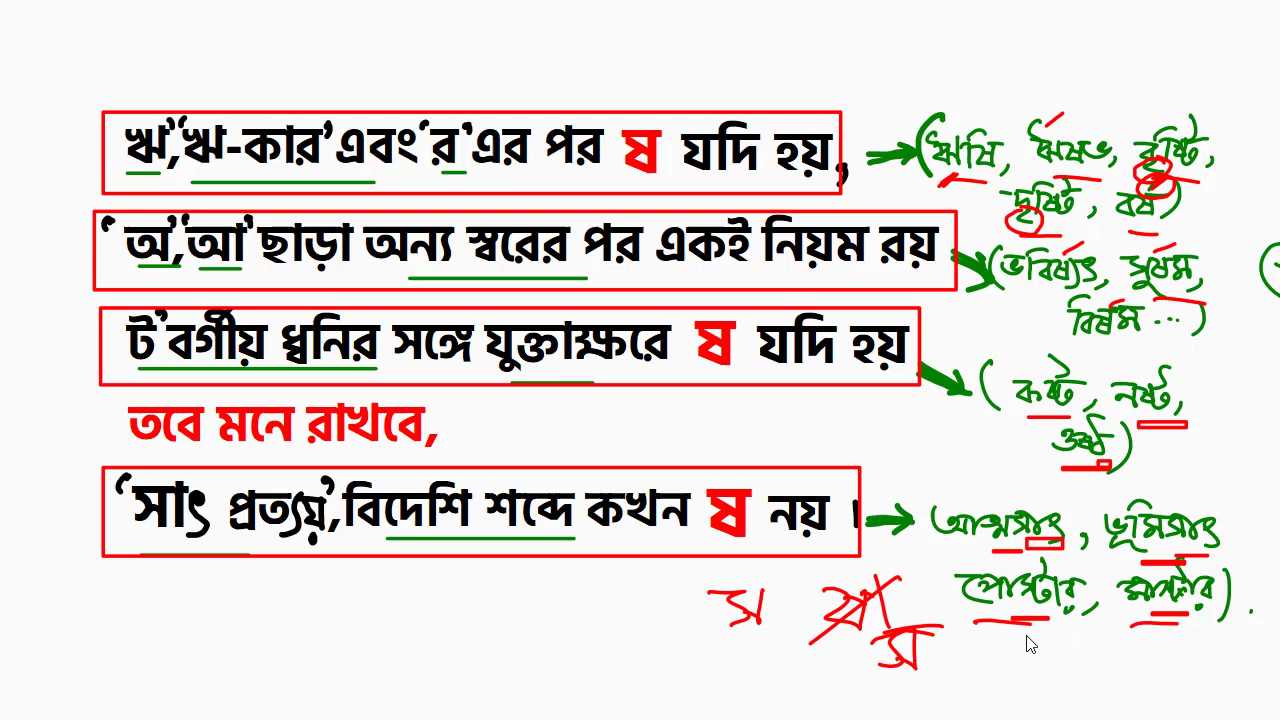 ঋ’,‘ঋ-কার’ এবং ‘র’এর পর ষ যদি হয়,
(ঋষি, ঋষভ, বৃষ্টি,
দৃষ্টি, বর্ষ)
‘অ’,‘আ’ ছাড়া অন্য স্বরের পর একই নিয়ম রয়
(ভবিষ্যৎ, সুষম,
বিষম ...)
ট’বর্গীয় ধ্বনির সঙ্গে যুক্তাক্ষরে ষ যদি হয়
(কষ্ট, নষ্ট,
ওষ্ঠ)
তবে মনে রাখবে,
‘সাৎ প্রত্যয়’,বিদেশি শব্দে কখন ষ নয় ।
আত্মসাৎ, ভূমিসাৎ
পোস্টার, মাস্টার).
স ষ
স